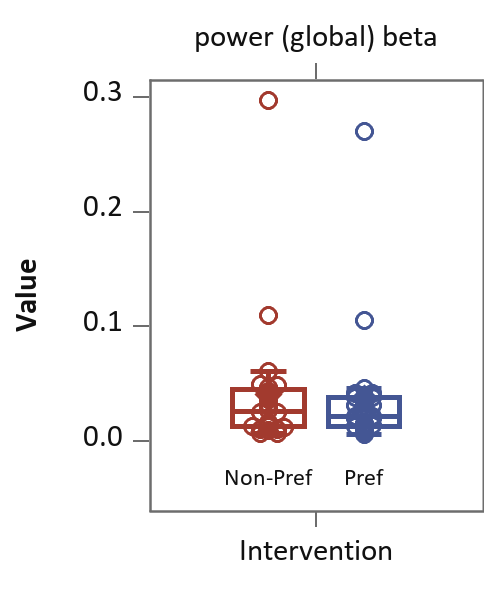 power (global) beta
0.3
0.2
0.1
0.0
Value
Non-Pref
Pref
Intervention